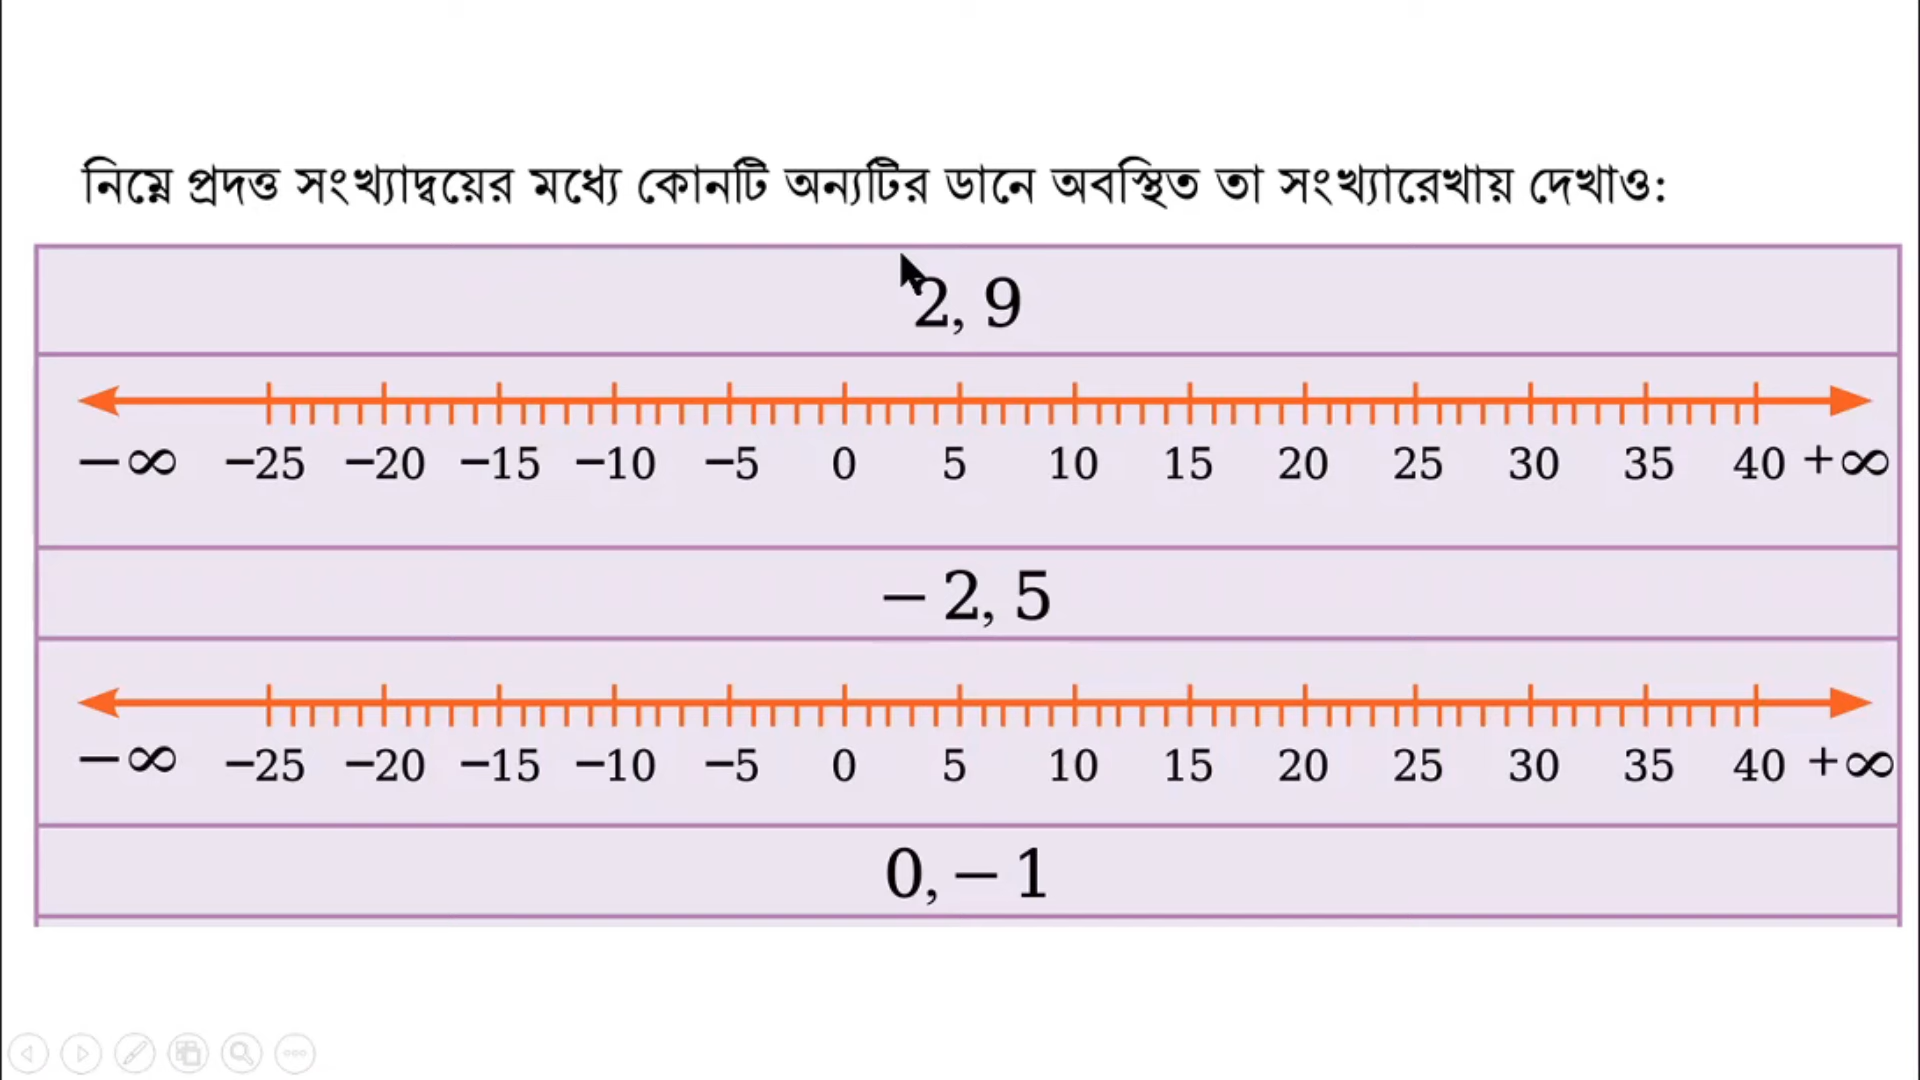 নিম্নে প্রদত্ত সংখ্যাদ্বয়ের মধ্যে কোনটি অন্যটির ডানে অবস্থিত তা সংখ্যারেখায় দেখাও:
2, 9
−∞ −25 −20 −15 −10 −5 0 5 10 15 20 25 30 35 40 +∞
− 2, 5
−∞ −25 −20 −15 −10 −5 0 5 10 15 20 25 30 35 40 +∞
0, − 1